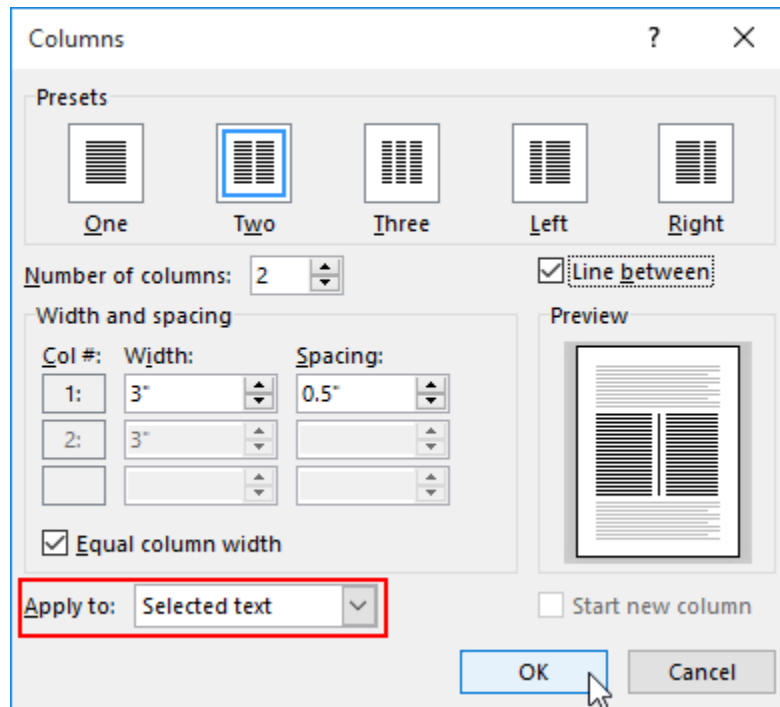 Columns ?
Presets
One Two Three Left Right
Number of columns: 2 Line between
Width and spacing Preview
Col #: Width: Spacing:
1: 3" 0.5"
2: 3"
Equal column width
Apply to: Selected text Start new column
OK Cancel